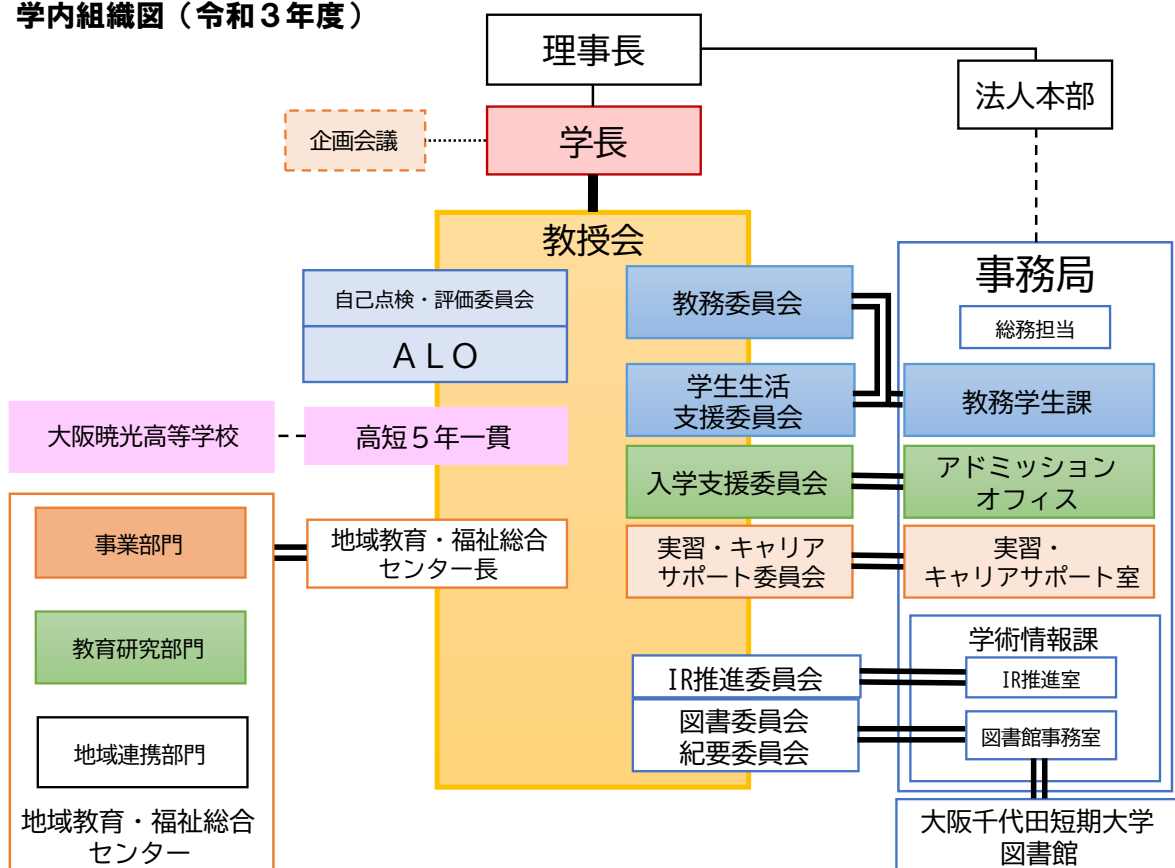 学内組織図（令和３年度）
理事長
法人本部
企画会議
学長
教授会
自己点検・評価委員会
ＡＬＯ
大阪暁光高等学校
高短５年一貫
地域教育・福祉総合
センター長
事業部門
教育研究部門
地域連携部門
地域教育・福祉総合
センター
教務委員会
学生生活
支援委員会
入学支援委員会
実習・キャリア
サポート委員会
IR推進委員会
図書委員会
紀要委員会
事務局
総務担当
教務学生課
アドミッション
オフィス
実習・
キャリアサポート室
学術情報課
IR推進室
図書館事務室
大阪千代田短期大学
図書館